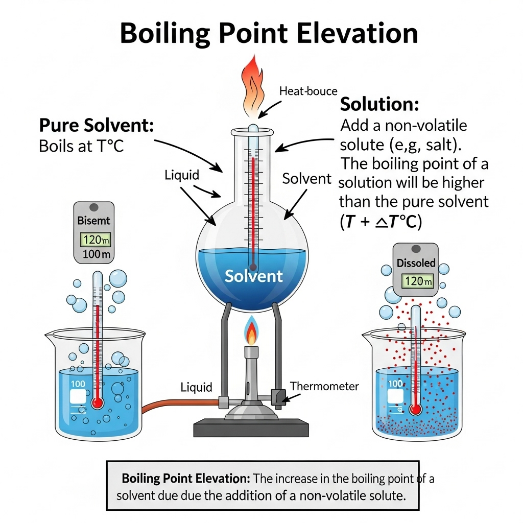 Boiling Point Elevation
Heat-bouce
Pure Solvent:
Boils at T°C
Solution:
Add a non-volatile
solute (e,g, salt).
The boiling point of a
solution will be higher
than the pure solvent
(T + △T°C)
Liquid
Solvent
Bisemt
120m
100m
Solvent
Dissoled
120m
100
100
Liquid
Thermometer
Boiling Point Elevation: The increase in the boiling point of a
solvent due due the addition of a non-volatile solute.